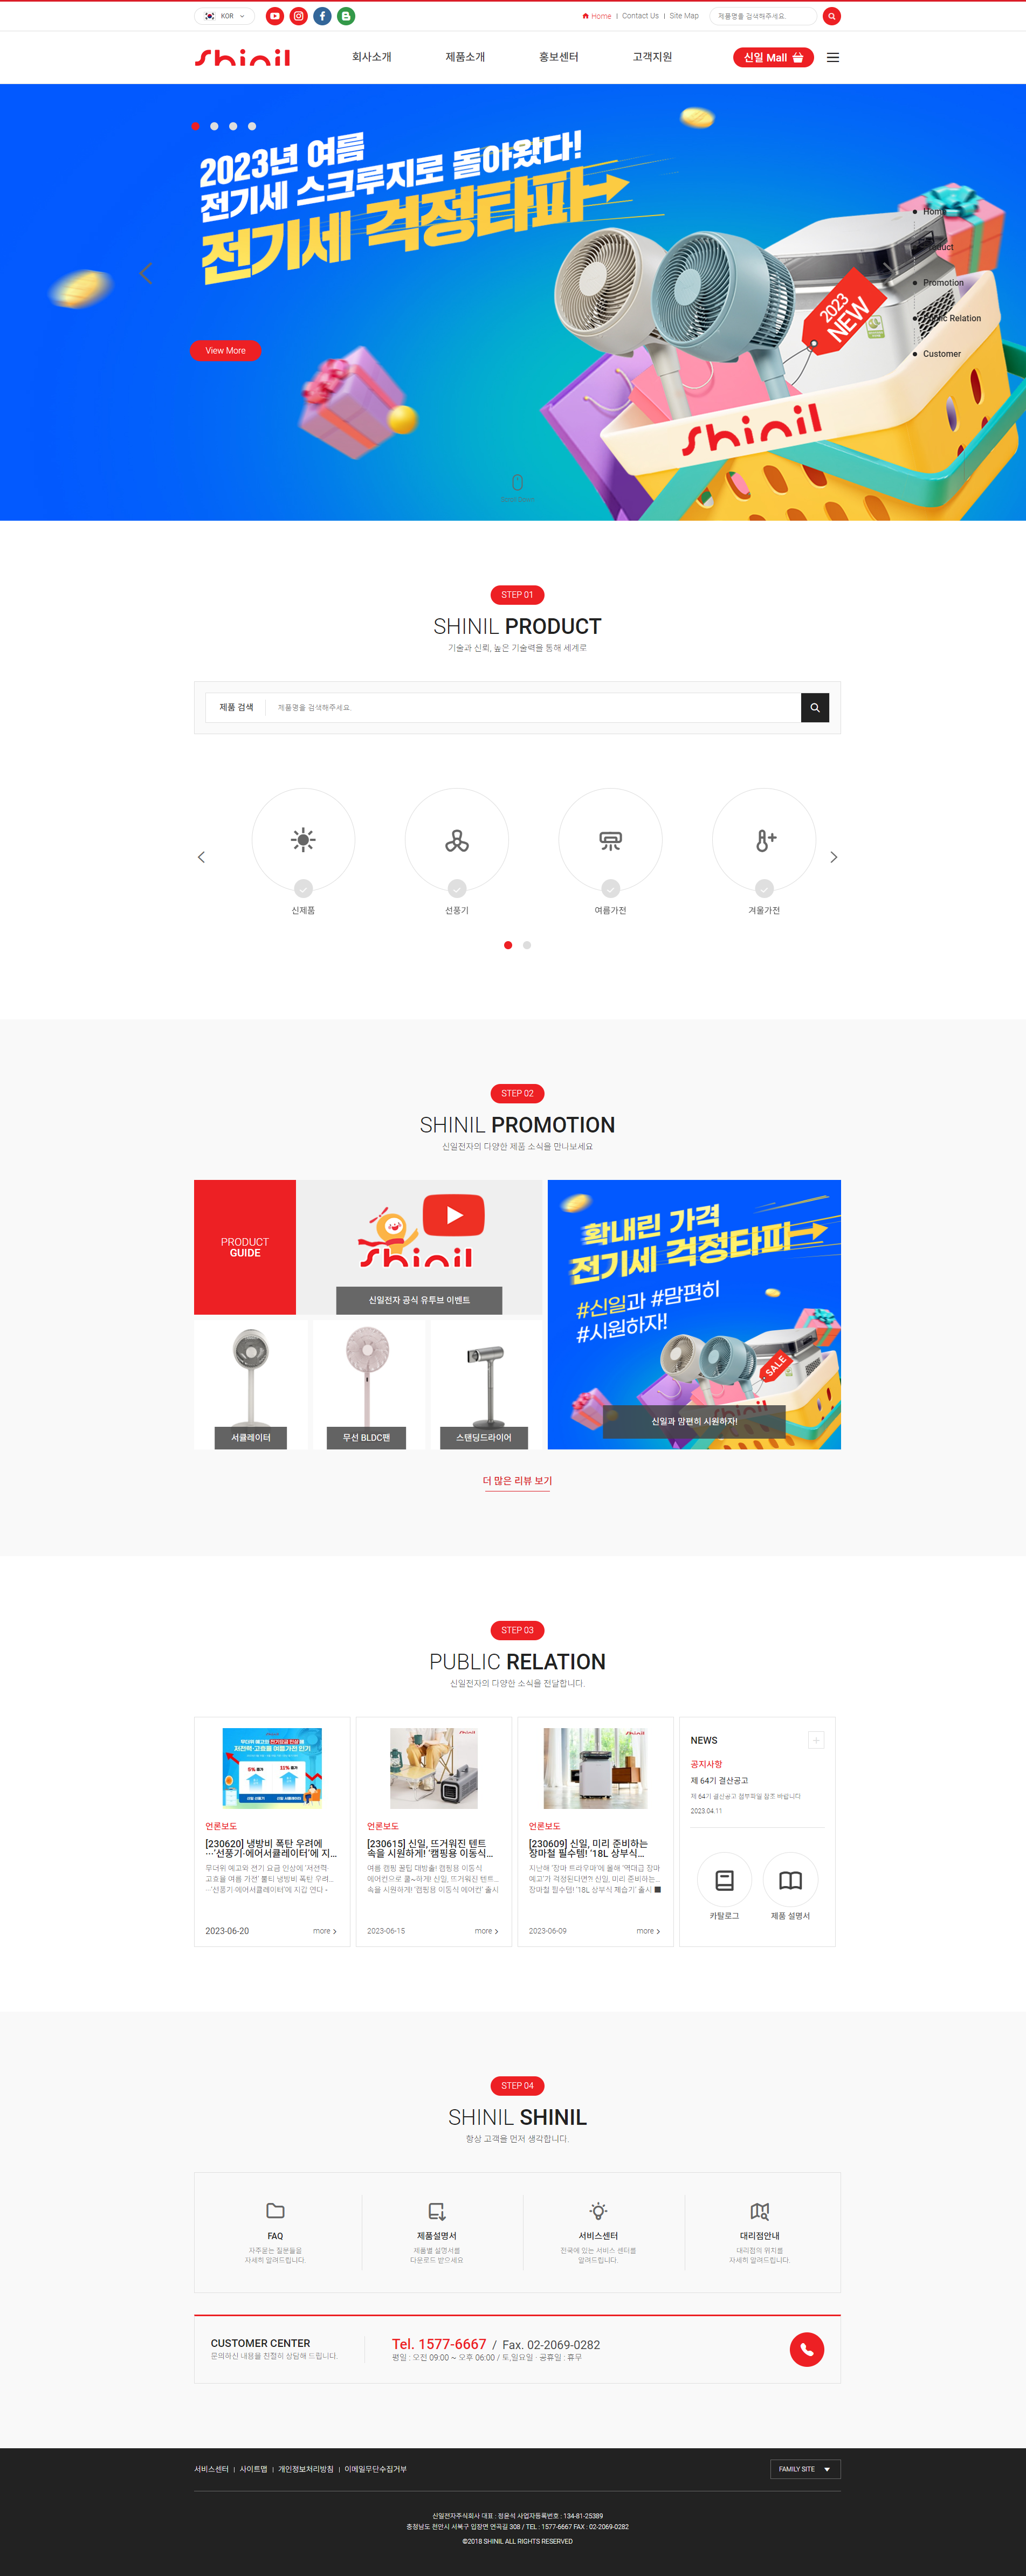 KOR
Home
Contact Us
Site Map
제품명을 검색해주세요.
Shinil
회사소개
제품소개
홍보센터
고객지원
신일 Mall
2023년 여름
전기세 스크루지로 돌아왔다!
전기세 걱정타파
2023
NEW
Shinil
View More
Home
Product
Promotion
Public Relation
Customer
STEP 01
SHINIL PRODUCT
기술과 신뢰, 높은 기술력을 통해 세계로
제품 검색
제품명을 검색해주세요.
신제품
선풍기
여름가전
겨울가전
STEP 02
SHINIL PROMOTION
신일전자의 다양한 제품 소식을 만나보세요
PRODUCT
GUIDE
Shinil
신일전자 공식 유투브 이벤트
서큘레이터
무선 BLDC팬
스탠딩드라이어
확내린 가격
전기세 걱정타파
#신일과 #맘편히
#시원하자!
SALE
Shinil
신일과 맘편히 시원하자!
더 많은 리뷰 보기
STEP 03
PUBLIC RELATION
신일전자의 다양한 소식을 전달합니다.
언론보도
[230620] 냉방비 폭탄 우려에
…'선풍기·에어서큘레이터'에 지...
무더위 예고와 전기 요금 인상에 '저전력·
고효율 여름 가전' 불티 냉방비 폭탄 우려...
…'선풍기·에어서큘레이터'에 지갑 연다 -
2023-06-20
more
언론보도
[230615] 신일, 뜨거워진 텐트
속을 시원하게! '캠핑용 이동식...
여름 캠핑 꿀팁 대방출! 캠핑용 이동식
에어컨으로 쿨~하게! 신일, 뜨거워진 텐트...
속을 시원하게! '캠핑용 이동식 에어컨' 출시
2023-06-15
more
언론보도
[230609] 신일, 미리 준비하는
장마철 필수템! '18L 상부식...
지난해 '장마 트라우마'에 올해 '역대급 장마
예고'가 걱정된다면?! 신일, 미리 준비하는...
장마철 필수템! '18L 상부식 제습기' 출시 ■
2023-06-09
more
NEWS
공지사항
제 64기 결산공고
제 64기 결산공고 첨부파일 참조 바랍니다
2023.04.11
카탈로그
제품 설명서
STEP 04
SHINIL SHINIL
항상 고객을 먼저 생각합니다.
FAQ
자주묻는 질문들을
자세히 알려드립니다.
제품설명서
제품별 설명서를
다운로드 받으세요
서비스센터
전국에 있는 서비스 센터를
알려드립니다.
대리점안내
대리점의 위치를
자세히 알려드립니다.
CUSTOMER CENTER
문의하신 내용을 친절히 상담해 드립니다.
Tel. 1577-6667 / Fax. 02-2069-0282
평일 : 오전 09:00 ~ 오후 06:00 / 토,일요일 · 공휴일 : 휴무
서비스센터
사이트맵
개인정보처리방침
이메일무단수집거부
FAMILY SITE
신일전자주식회사 대표 : 정윤석 사업자등록번호 : 134-81-25389
충청남도 천안시 서북구 입장면 연곡길 308 / TEL : 1577-6667 FAX : 02-2069-0282
©2018 SHINIL ALL RIGHTS RESERVED